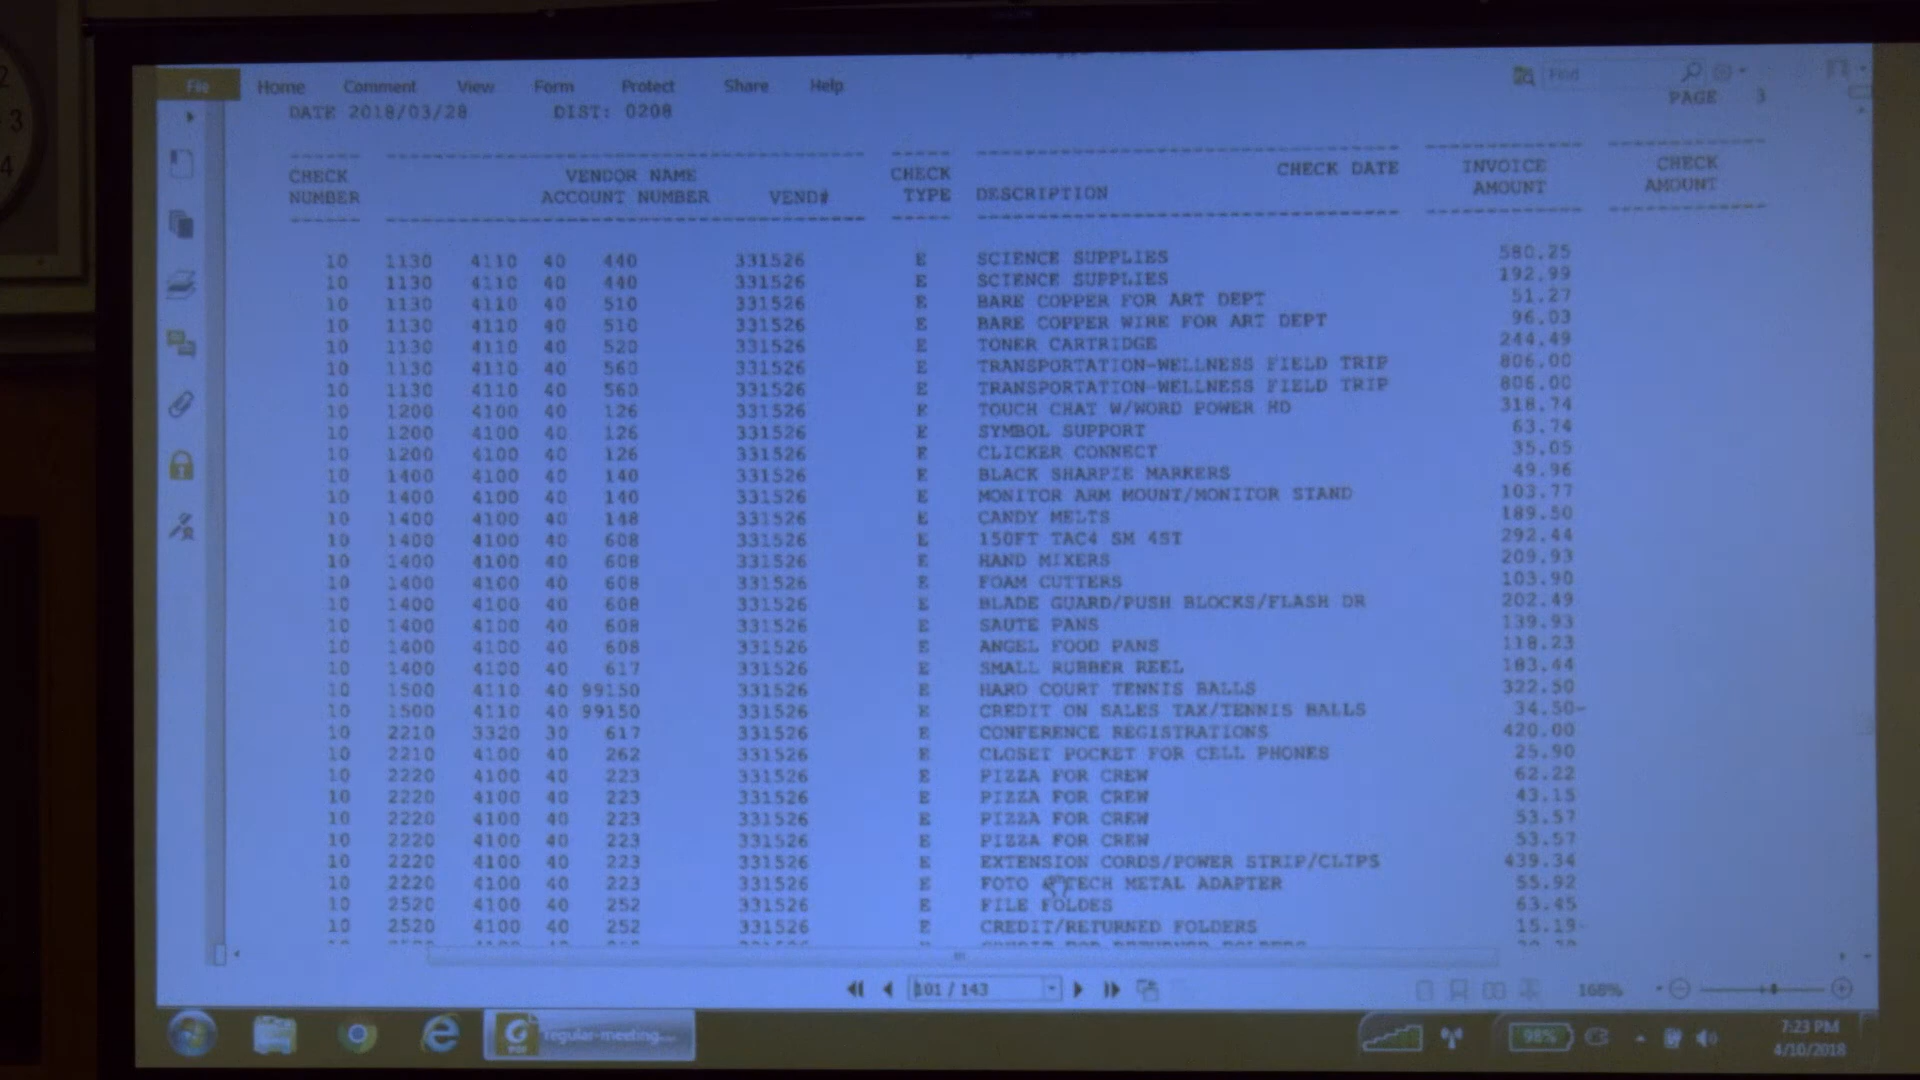 File Home Comment View Form Protect Share Help Find
DATE 2018/03/28 DIST: 0208 PAGE 3
CHECK NUMBER VENDOR NAME ACCOUNT NUMBER VEND# CHECK TYPE DESCRIPTION CHECK DATE INVOICE AMOUNT CHECK AMOUNT
10 1130 4110 40 440 331526 E SCIENCE SUPPLIES 580.25
10 1130 4110 40 440 331526 E SCIENCE SUPPLIES 192.99
10 1130 4110 40 510 331526 E BARE COPPER FOR ART DEPT 51.27
10 1130 4110 40 510 331526 E BARE COPPER WIRE FOR ART DEPT 96.03
10 1130 4110 40 520 331526 E TONER CARTRIDGE 244.49
10 1130 4110 40 560 331526 E TRANSPORTATION-WELLNESS FIELD TRIP 806.00
10 1130 4110 40 560 331526 E TRANSPORTATION-WELLNESS FIELD TRIP 806.00
10 1200 4100 40 126 331526 E TOUCH CHAT W/WORD POWER HD 318.74
10 1200 4100 40 126 331526 E SYMBOL SUPPORT 63.74
10 1200 4100 40 126 331526 E CLICKER CONNECT 35.05
10 1400 4100 40 140 331526 E BLACK SHARPIE MARKERS 49.96
10 1400 4100 40 140 331526 E MONITOR ARM MOUNT/MONITOR STAND 103.77
10 1400 4100 40 148 331526 E CANDY MELTS 189.50
10 1400 4100 40 608 331526 E 150FT TAC4 SM 4ST 292.44
10 1400 4100 40 608 331526 E HAND MIXERS 209.93
10 1400 4100 40 608 331526 E FOAM CUTTERS 103.90
10 1400 4100 40 608 331526 E BLADE GUARD/PUSH BLOCKS/FLASH DR 202.49
10 1400 4100 40 608 331526 E SAUTE PANS 139.93
10 1400 4100 40 608 331526 E ANGEL FOOD PANS 118.23
10 1400 4100 40 617 331526 E SMALL RUBBER REEL 183.44
10 1500 4110 40 99150 331526 E HARD COURT TENNIS BALLS 322.50
10 1500 4110 40 99150 331526 E CREDIT ON SALES TAX/TENNIS BALLS 34.50-
10 2210 3320 30 617 331526 E CONFERENCE REGISTRATIONS 420.00
10 2210 4100 40 262 331526 E CLOSET POCKET FOR CELL PHONES 25.90
10 2220 4100 40 223 331526 E PIZZA FOR CREW 62.22
10 2220 4100 40 223 331526 E PIZZA FOR CREW 43.15
10 2220 4100 40 223 331526 E PIZZA FOR CREW 53.57
10 2220 4100 40 223 331526 E PIZZA FOR CREW 53.57
10 2220 4100 40 223 331526 E EXTENSION CORDS/POWER STRIP/CLIPS 439.34
10 2220 4100 40 223 331526 E FOTO METAL ADAPTER 55.92
10 2520 4100 40 252 331526 E FILE FOLDES 63.45
10 2520 4100 40 252 331526 E CREDIT/RETURNED FOLDERS 15.19-
101 / 143 168%
regular-meeting... 98% 7:23 PM
4/10/2018
2
3
4